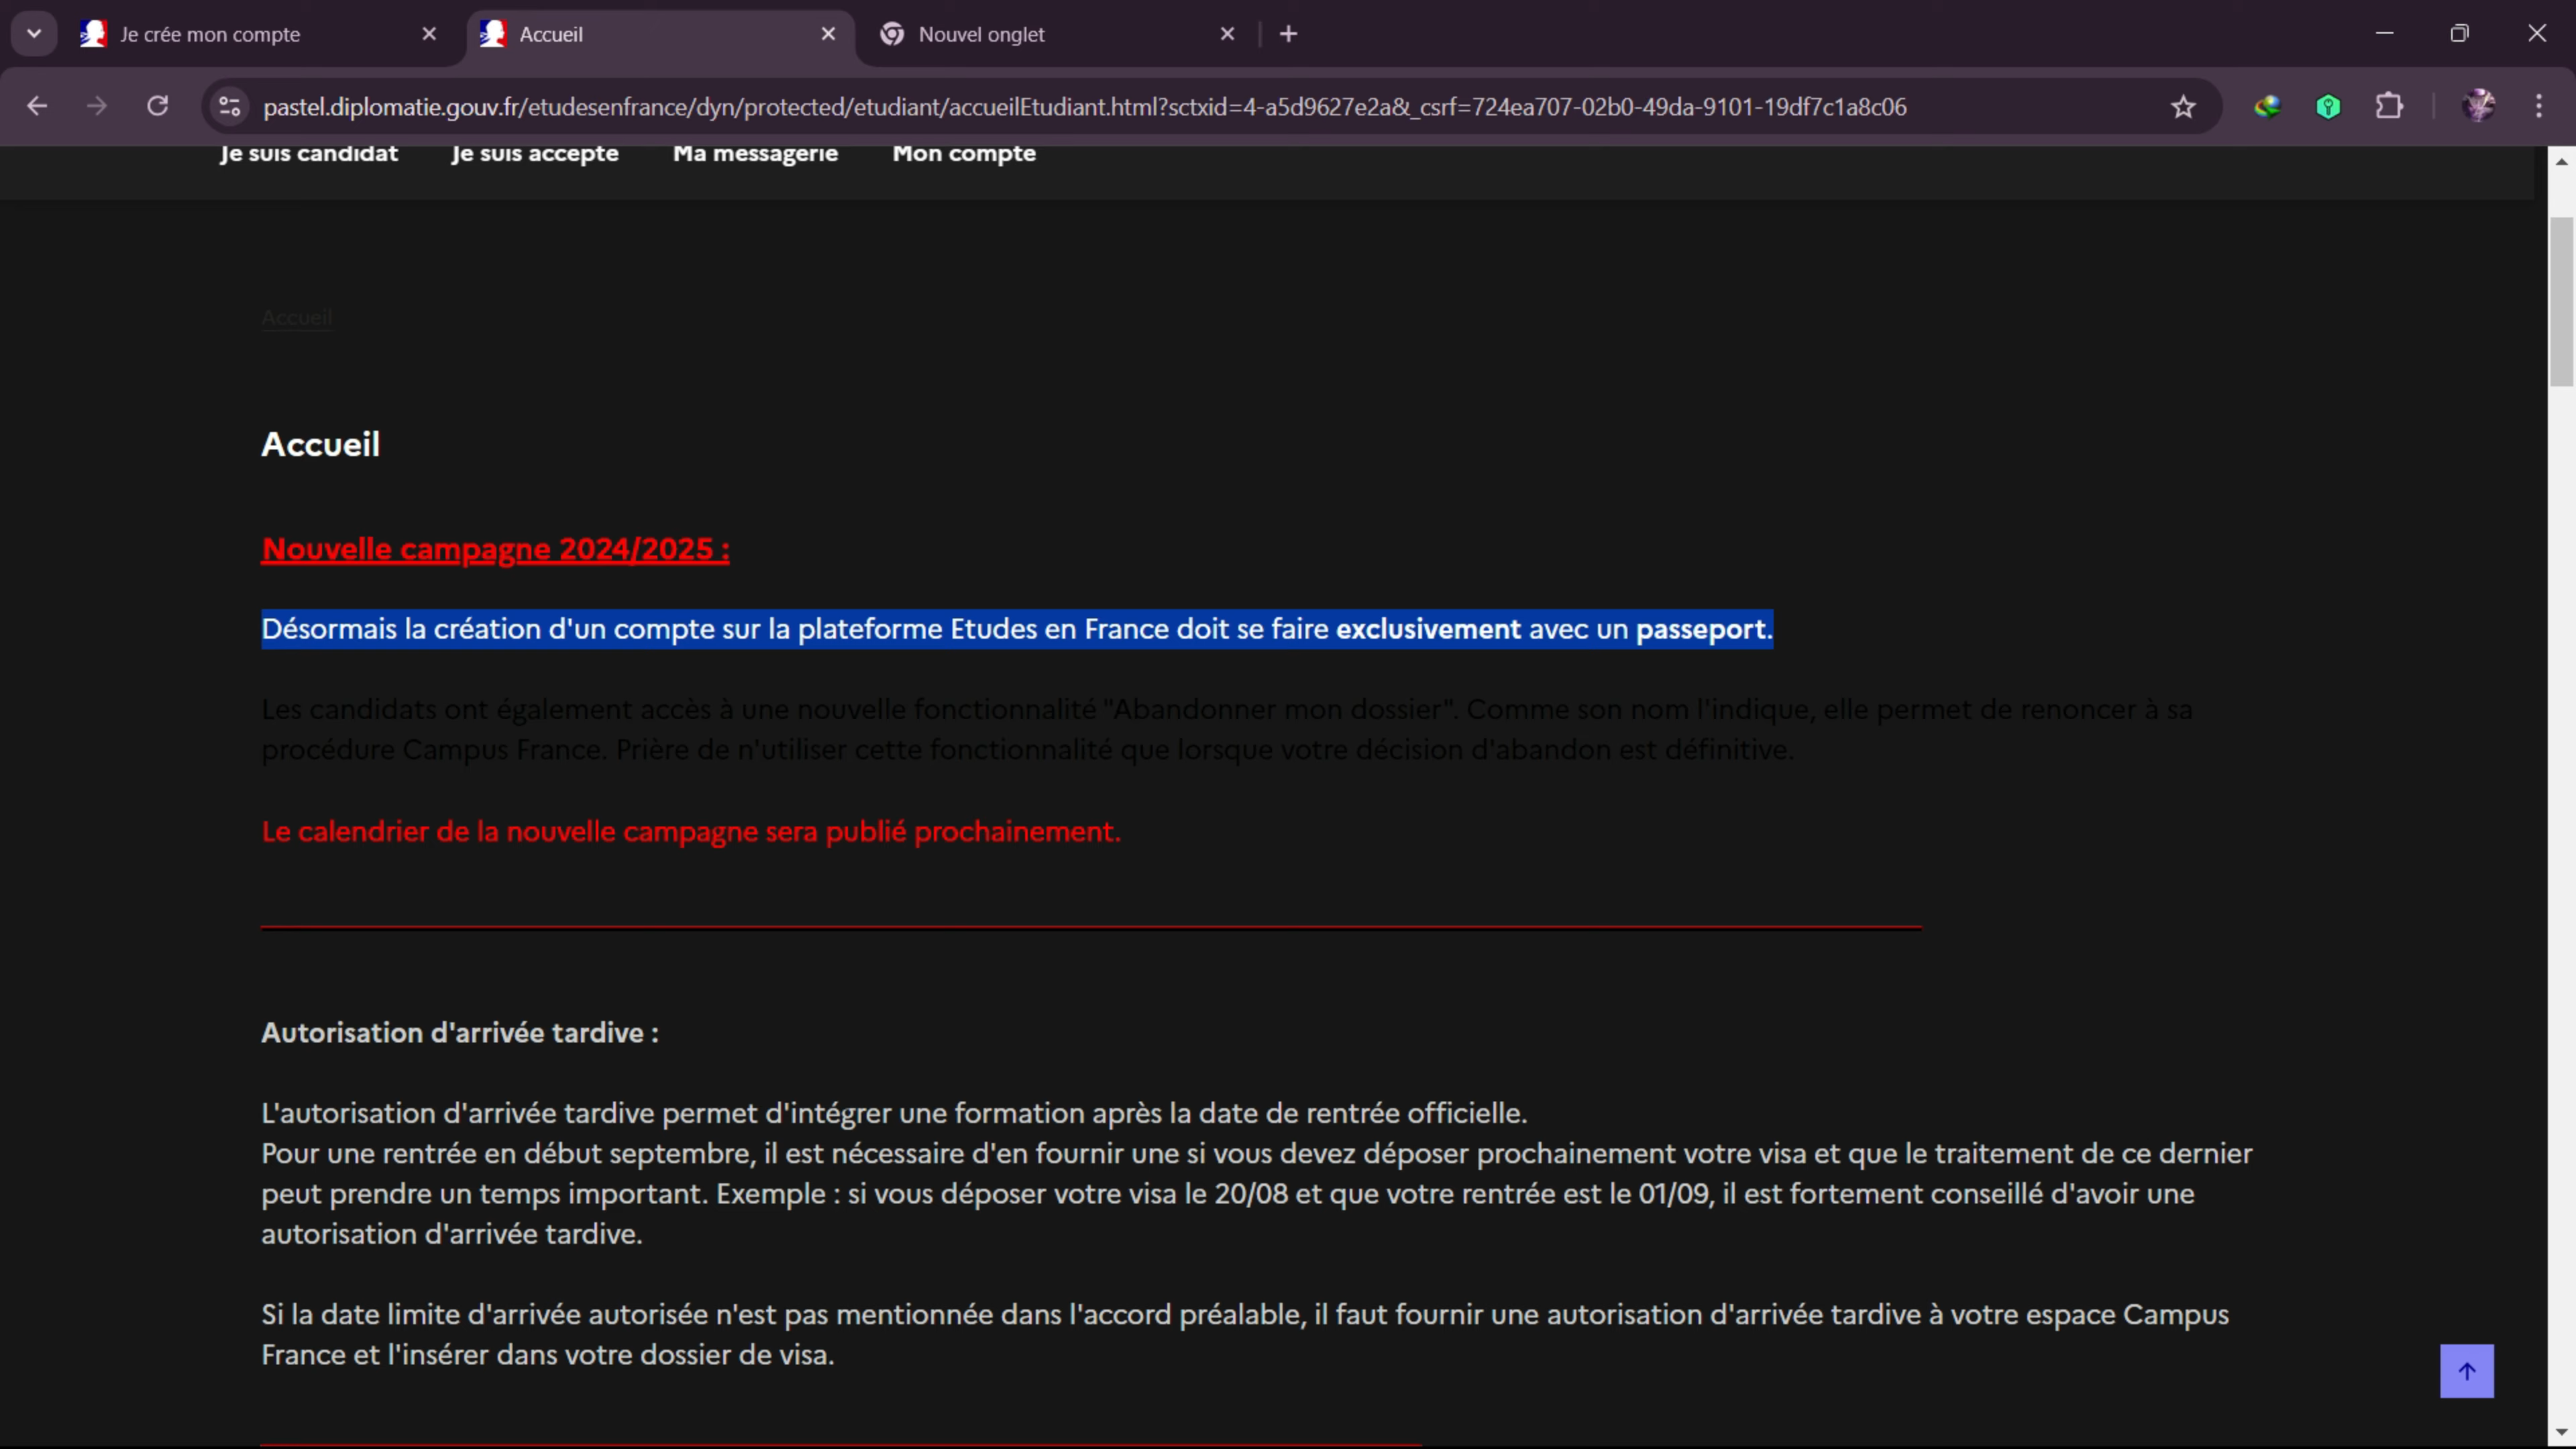 Je crée mon compte
Accueil
Nouvel onglet
pastel.diplomatie.gouv.fr/etudesenfrance/dyn/protected/etudiant/accueilEtudiant.html?sctxid=4-a5d9627e2a&_csrf=724ea707-02b0-49da-9101-19df7c1a8c06
Je suis candidat Je suis accepté Ma messagerie Mon compte
Accueil
Accueil
Nouvelle campagne 2024/2025 :
Désormais la création d'un compte sur la plateforme Etudes en France doit se faire exclusivement avec un passeport.
Les candidats ont également accès à une nouvelle fonctionnalité "Abandonner mon dossier". Comme son nom l'indique, elle permet de renoncer à sa
procédure Campus France. Prière de n'utiliser cette fonctionnalité que lorsque votre décision d'abandon est définitive.
Le calendrier de la nouvelle campagne sera publié prochainement.
Autorisation d'arrivée tardive :
L'autorisation d'arrivée tardive permet d'intégrer une formation après la date de rentrée officielle.
Pour une rentrée en début septembre, il est nécessaire d'en fournir une si vous devez déposer prochainement votre visa et que le traitement de ce dernier
peut prendre un temps important. Exemple : si vous déposer votre visa le 20/08 et que votre rentrée est le 01/09, il est fortement conseillé d'avoir une
autorisation d'arrivée tardive.
Si la date limite d'arrivée autorisée n'est pas mentionnée dans l'accord préalable, il faut fournir une autorisation d'arrivée tardive à votre espace Campus
France et l'insérer dans votre dossier de visa.